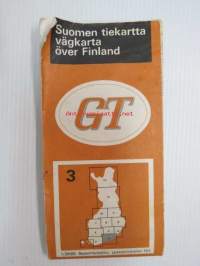 Suomen tiekartta
vägkarta
över Finland
GT
3